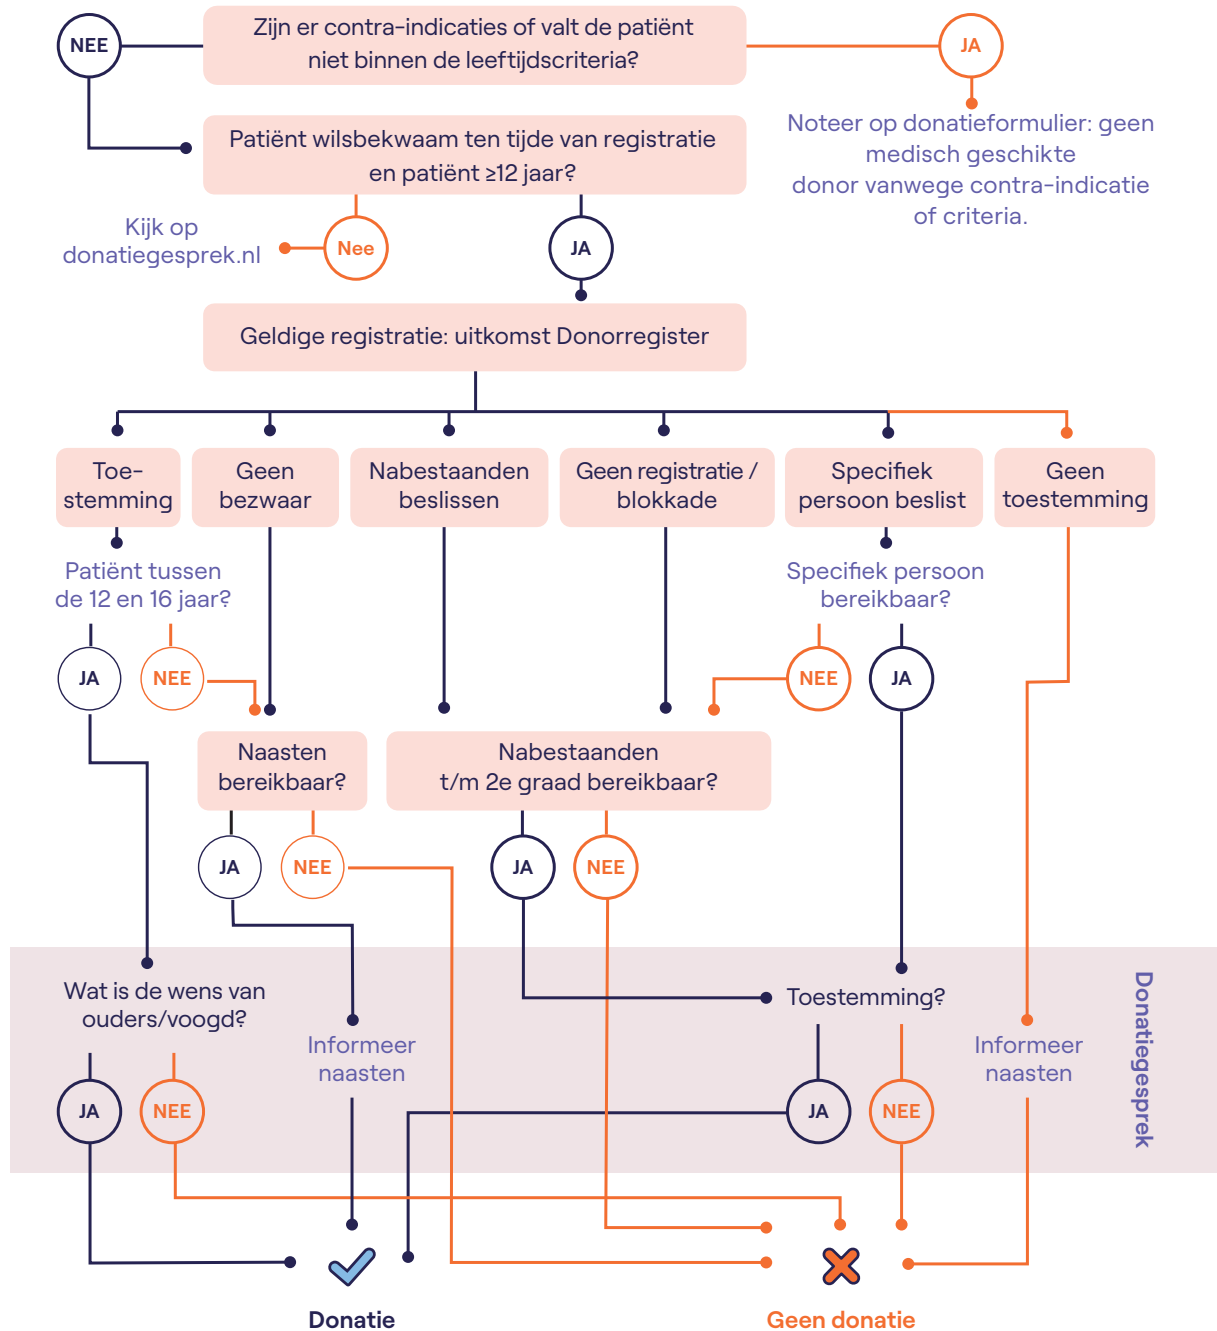 Zijn er contra-indicaties of valt de patiënt
niet binnen de leeftijdscriteria?
NEE
JA
Noteer op donatieformulier: geen
medisch geschikte
donor vanwege contra-indicatie
of criteria.
Patiënt wilsbekwaam ten tijde van registratie
en patiënt ≥12 jaar?
Nee
JA
Kijk op
donatiegesprek.nl
Geldige registratie: uitkomst Donorregister
Toe-
stemming
Geen
bezwaar
Nabestaanden
beslissen
Geen registratie /
blokkade
Specifiek
persoon beslist
Geen
toestemming
Patiënt tussen
de 12 en 16 jaar?
Specifiek persoon
bereikbaar?
JA
NEE
NEE
JA
Naasten
bereikbaar?
Nabestaanden
t/m 2e graad bereikbaar?
JA
NEE
JA
NEE
Wat is de wens van
ouders/voogd?
Toestemming?
Informeer
naasten
Informeer
naasten
Donatiegesprek
JA
NEE
JA
NEE
Donatie
Geen donatie